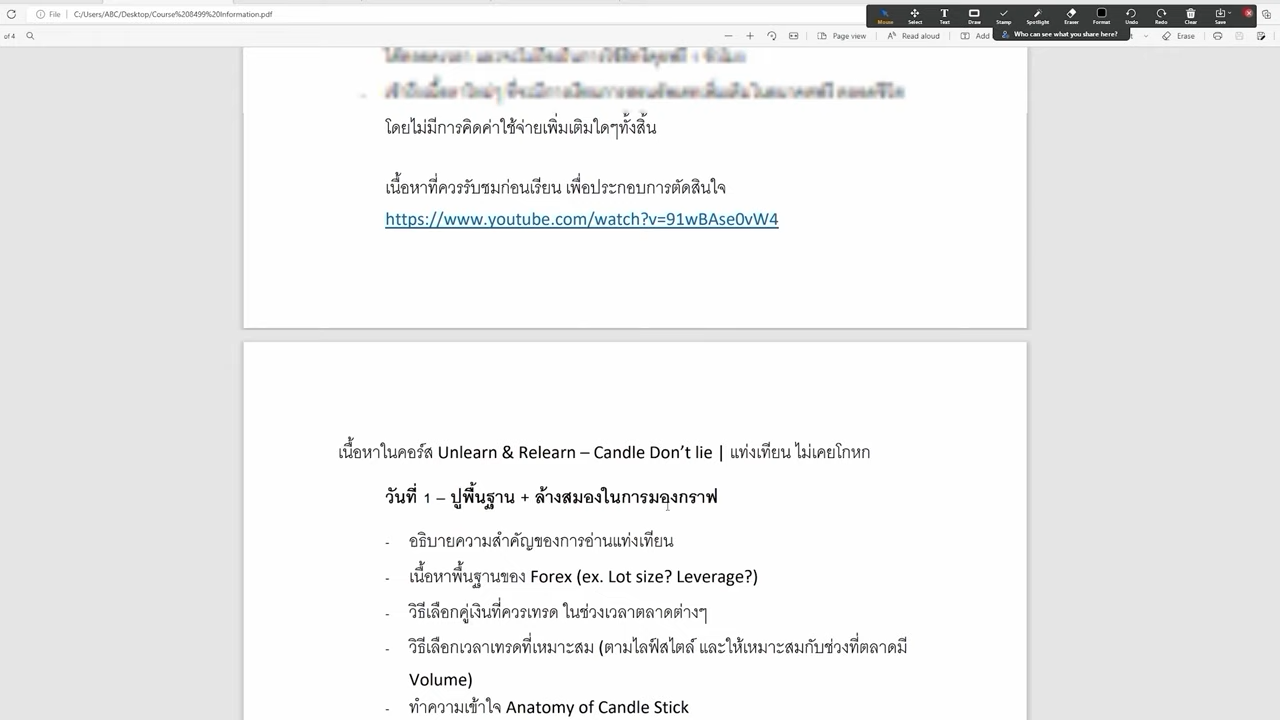 File C:/Users/ABC/Desktop/Course%208499%20Information.pdf
Mouse Select Text Draw Stamp Spotlight Eraser Format Undo Redo Clear Save
Who can see what you share here?
of 4 Page view Read aloud Add Erase
โดยไม่มีการคิดค่าใช้จ่ายเพิ่มเติมใดๆทั้งสิ้น
เนื้อหาที่ควรรับชมก่อนเรียน เพื่อประกอบการตัดสินใจ
https://www.youtube.com/watch?v=91wBAse0vW4
เนื้อหาในคอร์ส Unlearn & Relearn – Candle Don’t lie | แท่งเทียน ไม่เคยโกหก
วันที่ 1 – ปูพื้นฐาน + ล้างสมองในการมองกราฟ
- อธิบายความสำคัญของการอ่านแท่งเทียน
- เนื้อหาพื้นฐานของ Forex (ex. Lot size? Leverage?)
- วิธีเลือกคู่เงินที่ควรเทรด ในช่วงเวลาตลาดต่างๆ
- วิธีเลือกเวลาเทรดที่เหมาะสม (ตามไลฟ์สไตล์ และให้เหมาะสมกับช่วงที่ตลาดมี
Volume)
- ทำความเข้าใจ Anatomy of Candle Stick